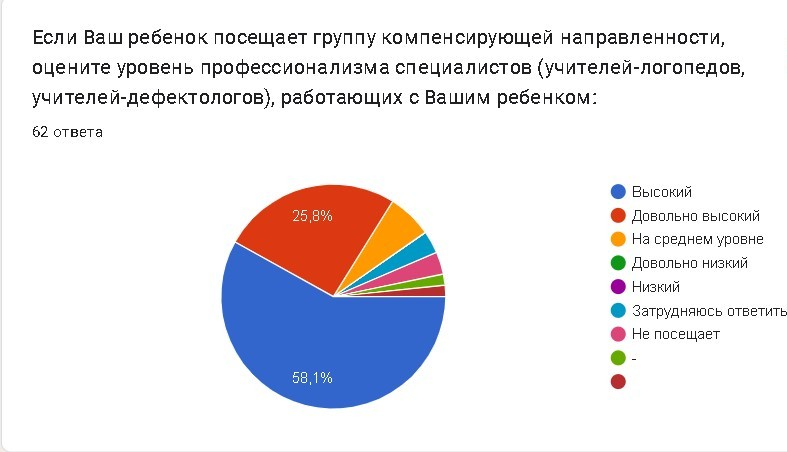 Если Ваш ребенок посещает группу компенсирующей направленности,
оцените уровень профессионализма специалистов (учителей-логопедов,
учителей-дефектологов), работающих с Вашим ребенком:
62 ответа
25,8%
58,1%
Высокий
Довольно высокий
На среднем уровне
Довольно низкий
Низкий
Затрудняюсь ответить
Не посещает
-